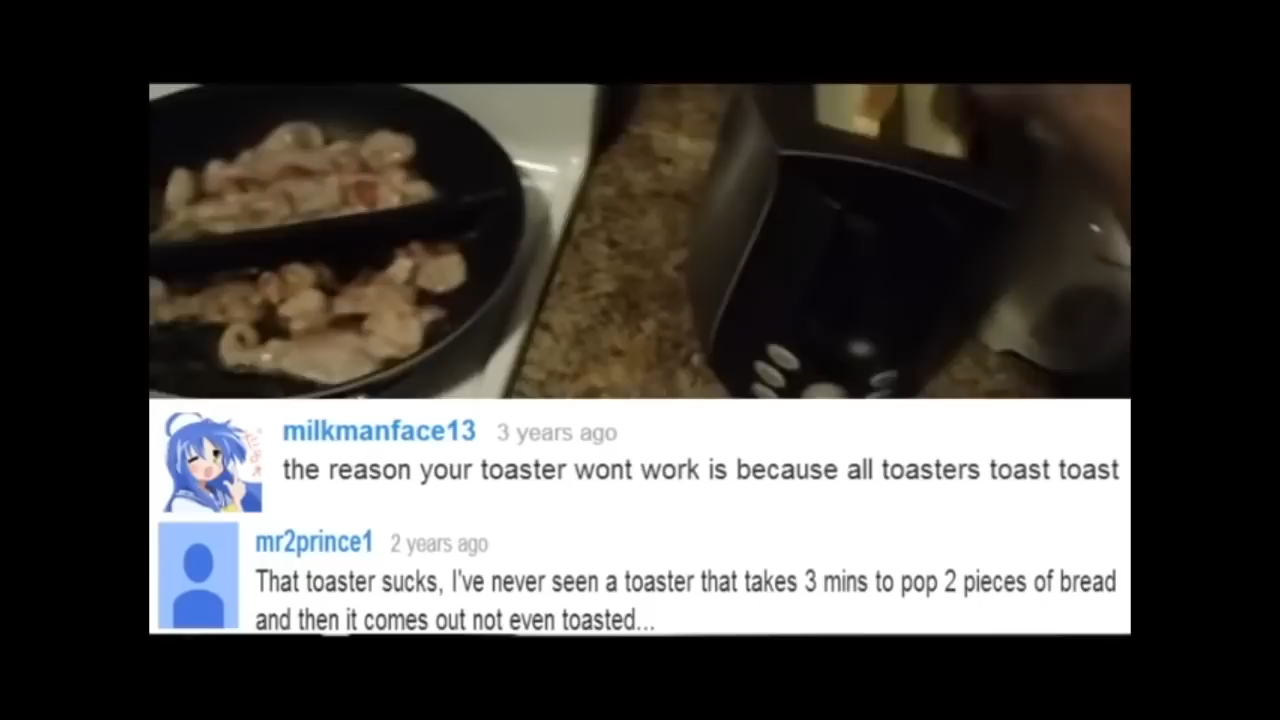 milkmanface13 3 years ago
the reason your toaster wont work is because all toasters toast toast
mr2prince1 2 years ago
That toaster sucks, I've never seen a toaster that takes 3 mins to pop 2 pieces of bread
and then it comes out not even toasted...